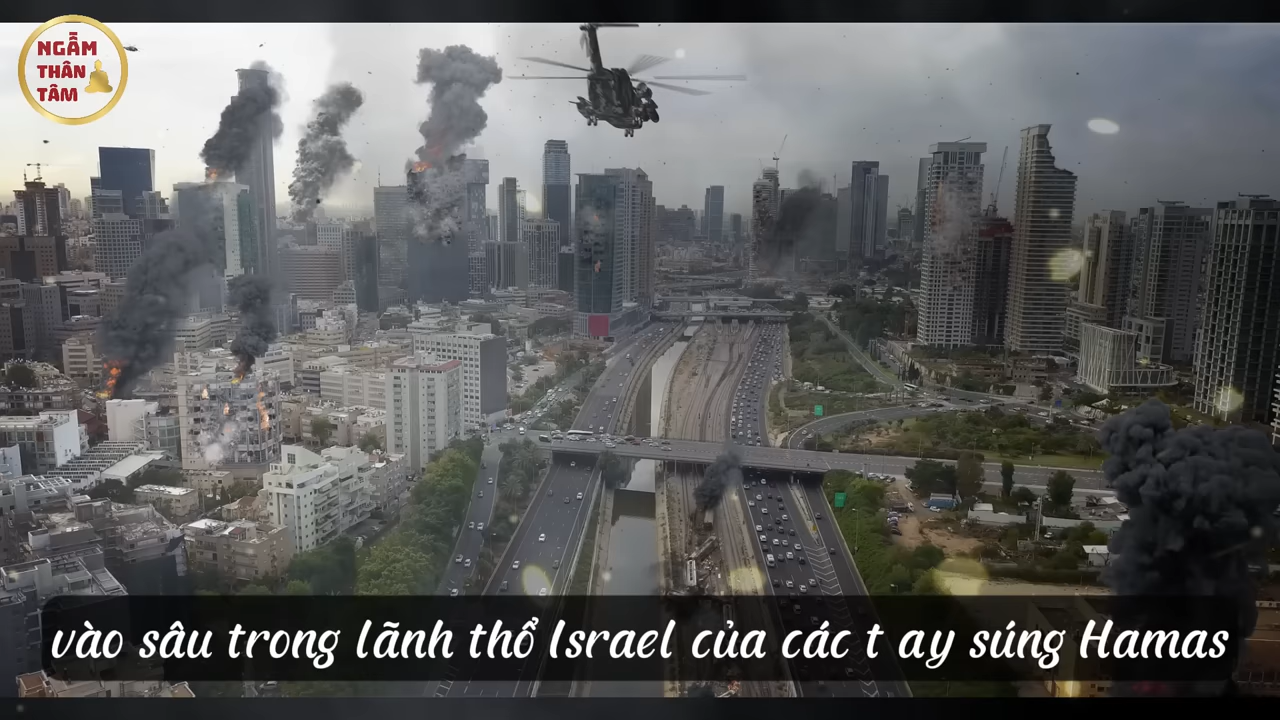 NGẪM
THÂN
TÂM
vào sâu trong lãnh thổ Israel của các t ay súng Hamas